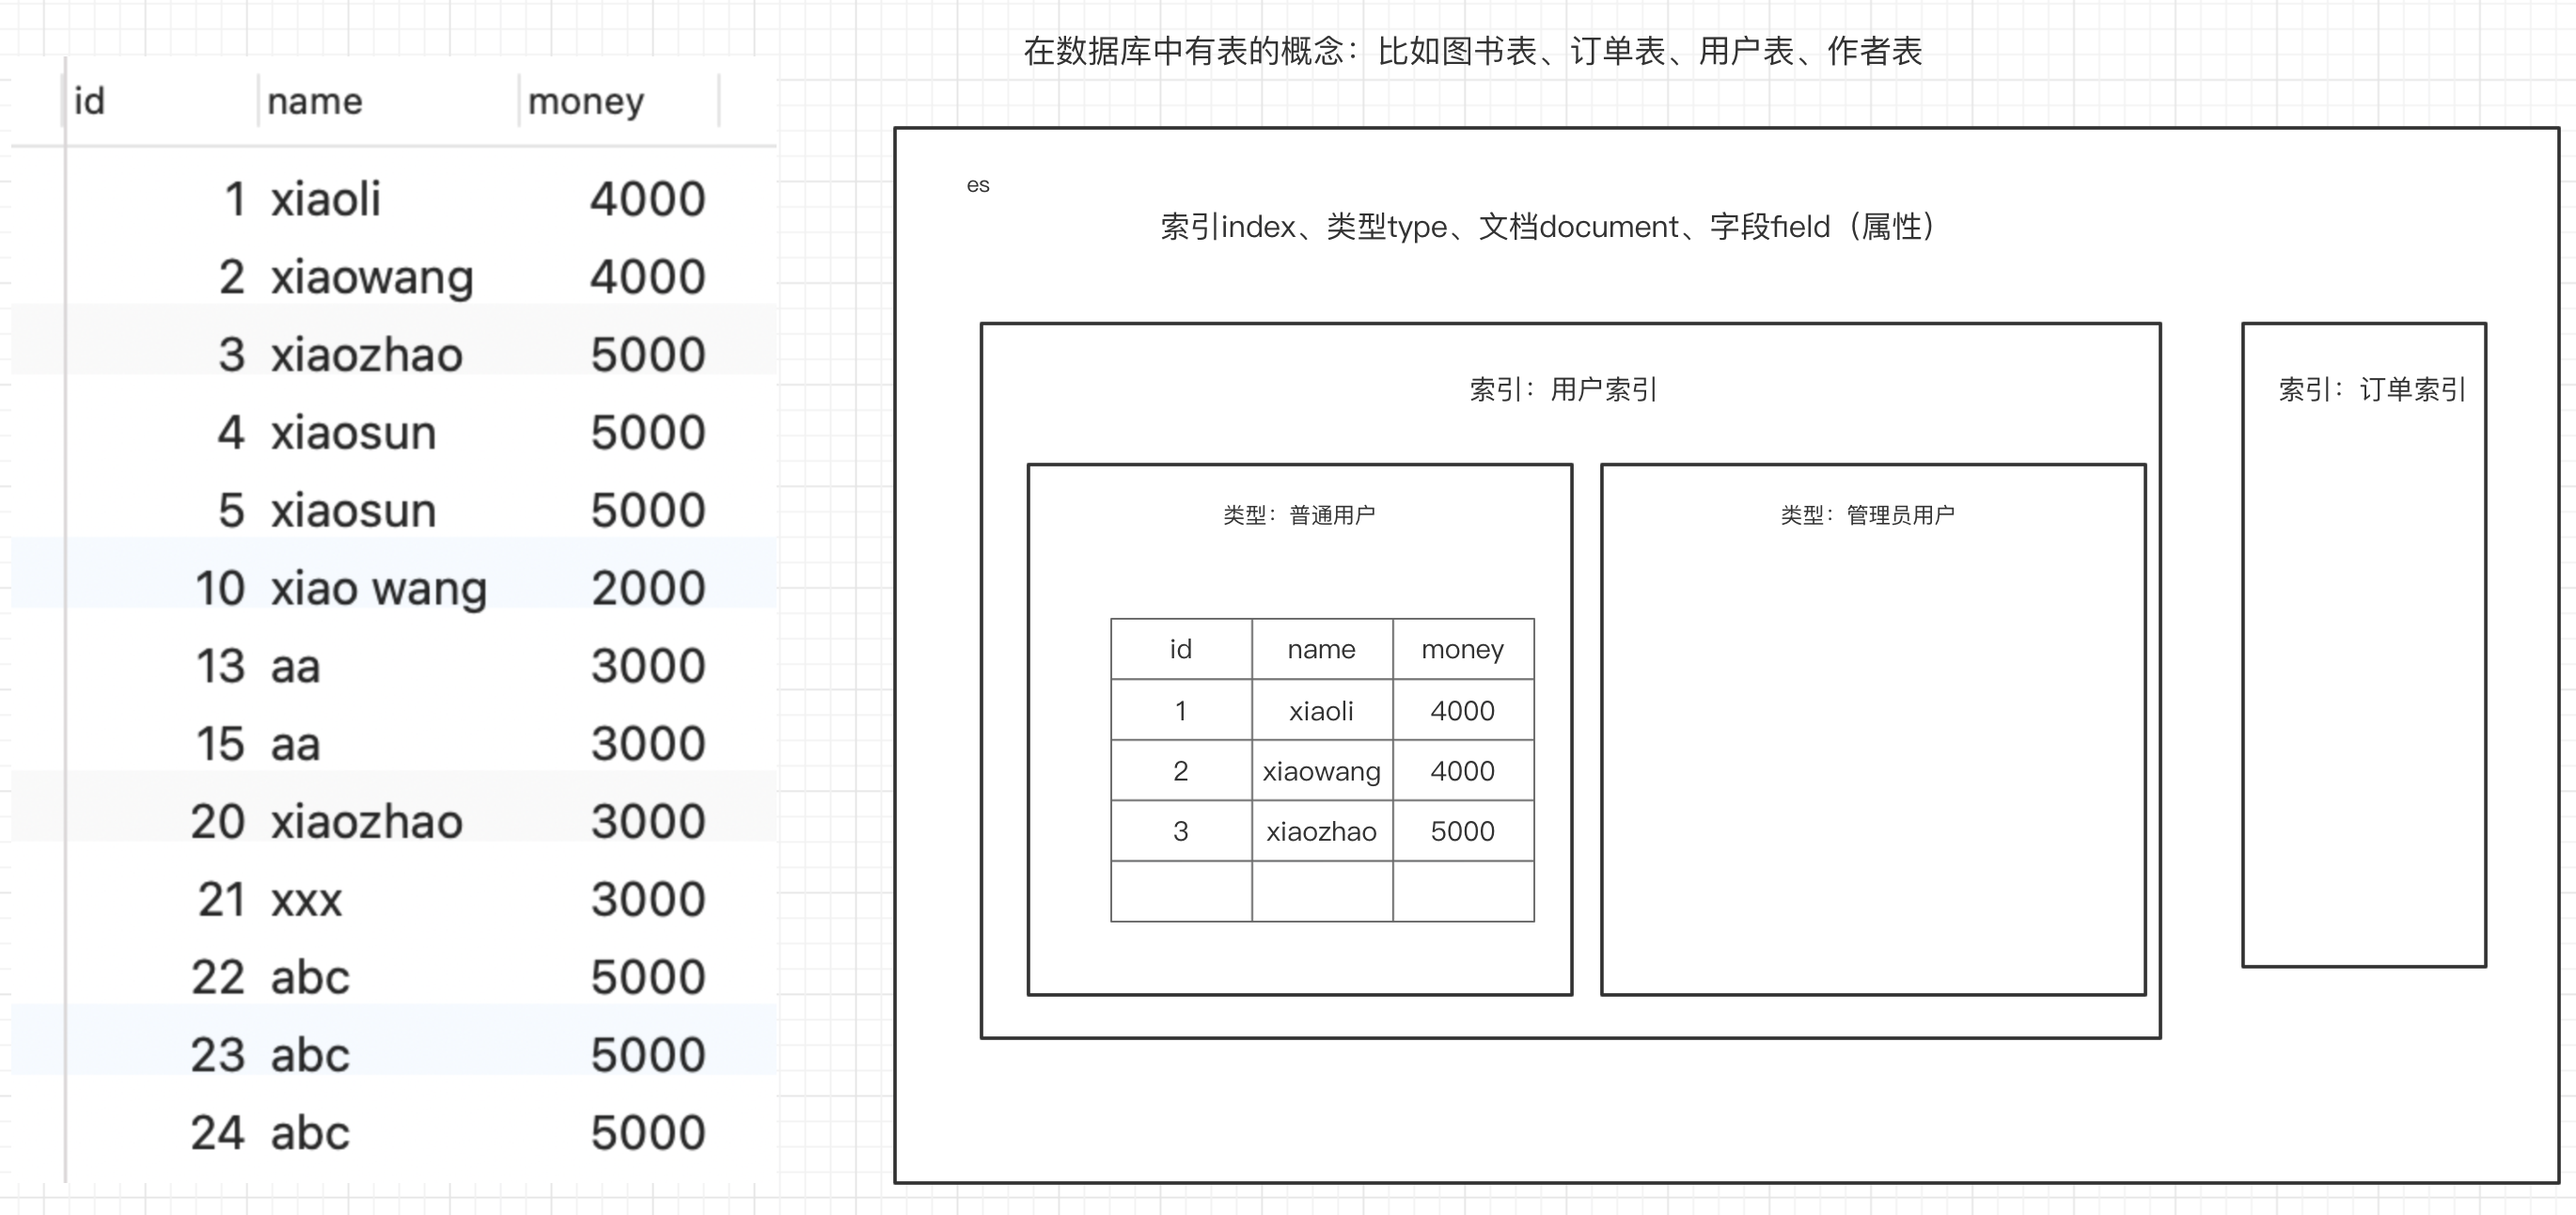 id name money
1 xiaoli 4000
2 xiaowang 4000
3 xiaozhao 5000
4 xiaosun 5000
5 xiaosun 5000
10 xiao wang 2000
13 aa 3000
15 aa 3000
20 xiaozhao 3000
21 xxx 3000
22 abc 5000
23 abc 5000
24 abc 5000
在数据库中有表的概念：比如图书表、订单表、用户表、作者表
es
索引index、类型type、文档document、字段field（属性）
索引：用户索引
类型：普通用户
id name money
1 xiaoli 4000
2 xiaowang 4000
3 xiaozhao 5000
类型：管理员用户
索引：订单索引